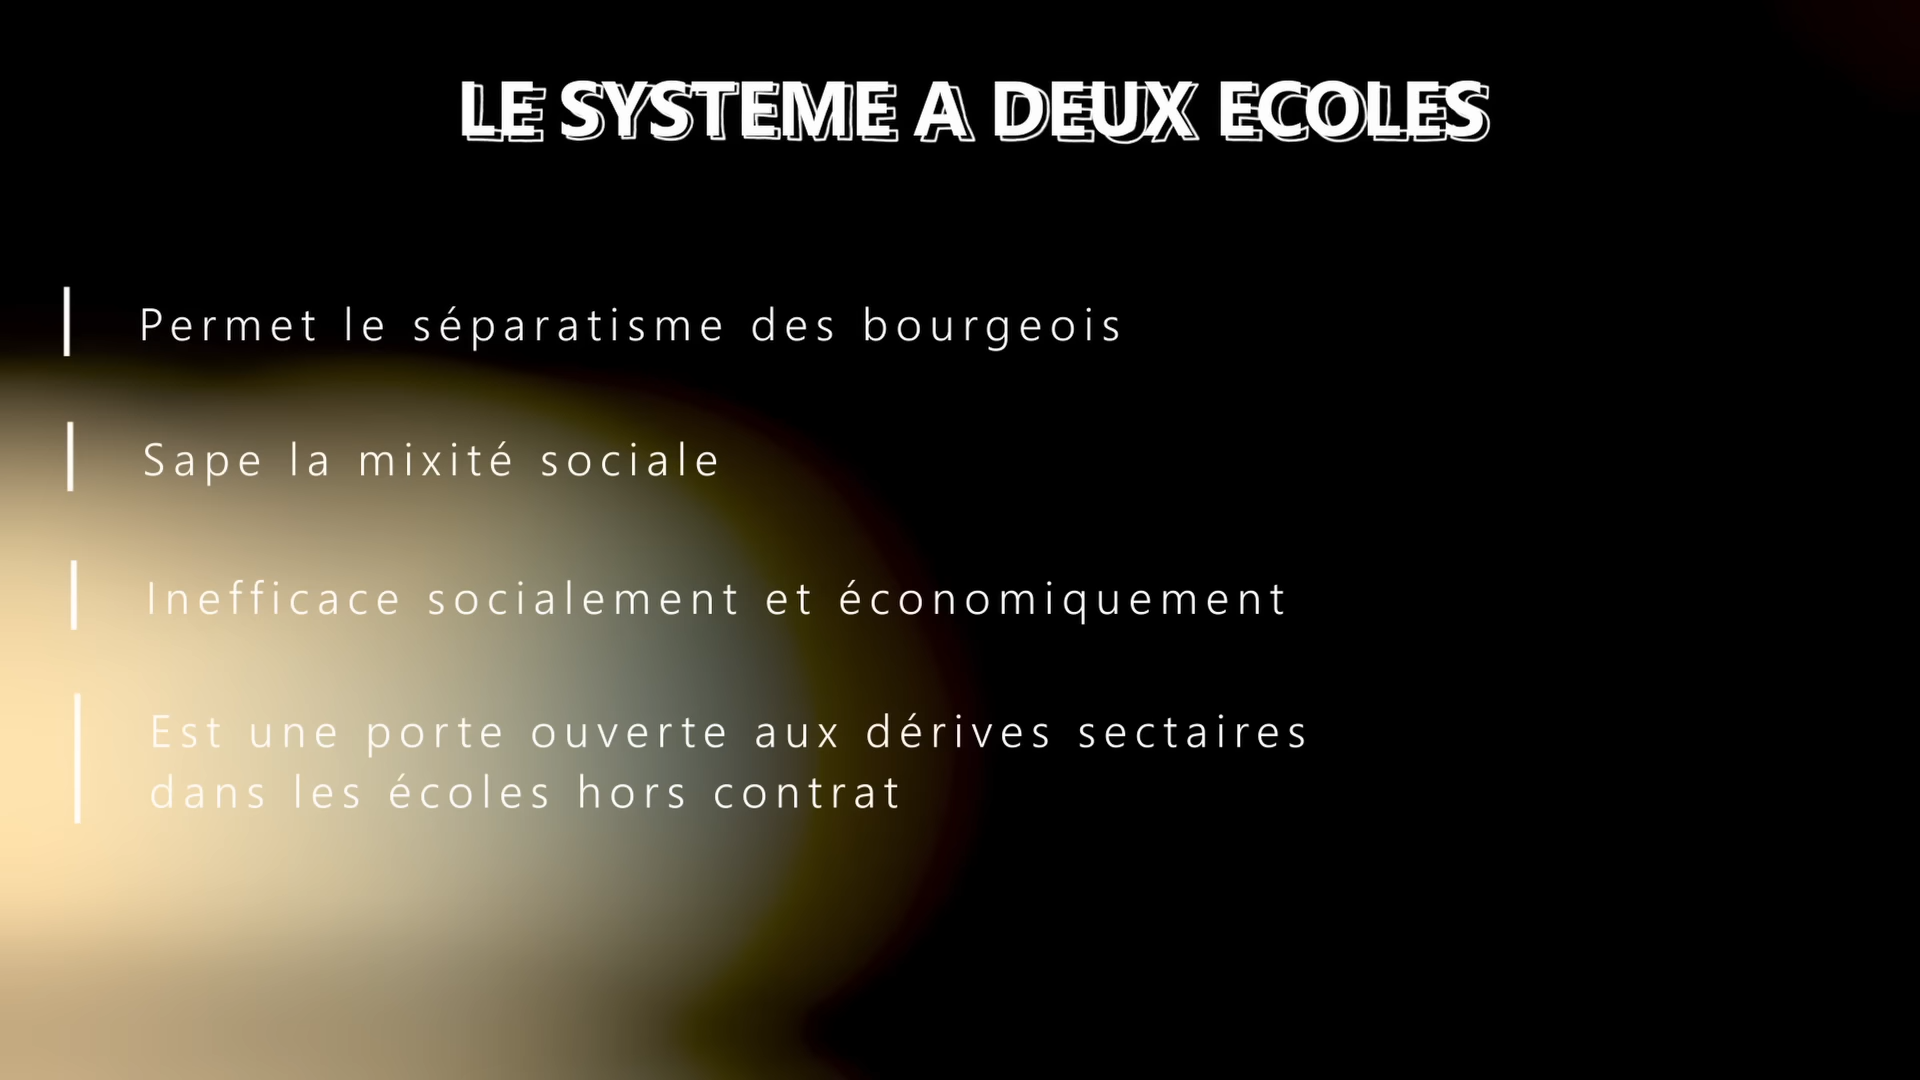 LE SYSTEME A DEUX ECOLES
Permet le séparatisme des bourgeois
Sape la mixité sociale
Inefficace socialement et économiquement
Est une porte ouverte aux dérives sectaires
dans les écoles hors contrat